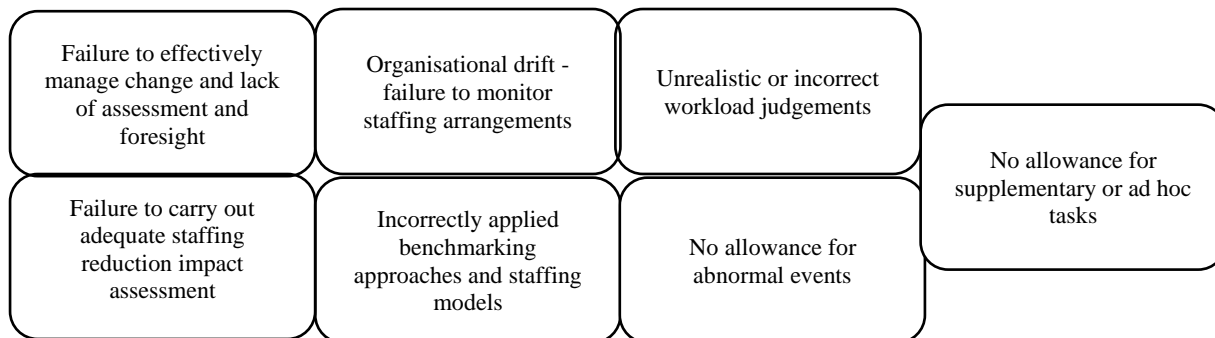 Failure to effectively
manage change and lack
of assessment and
foresight
Organisational drift -
failure to monitor
staffing arrangements
Unrealistic or incorrect
workload judgements
No allowance for
supplementary or ad hoc
tasks
Failure to carry out
adequate staffing
reduction impact
assessment
Incorrectly applied
benchmarking
approaches and staffing
models
No allowance for
abnormal events